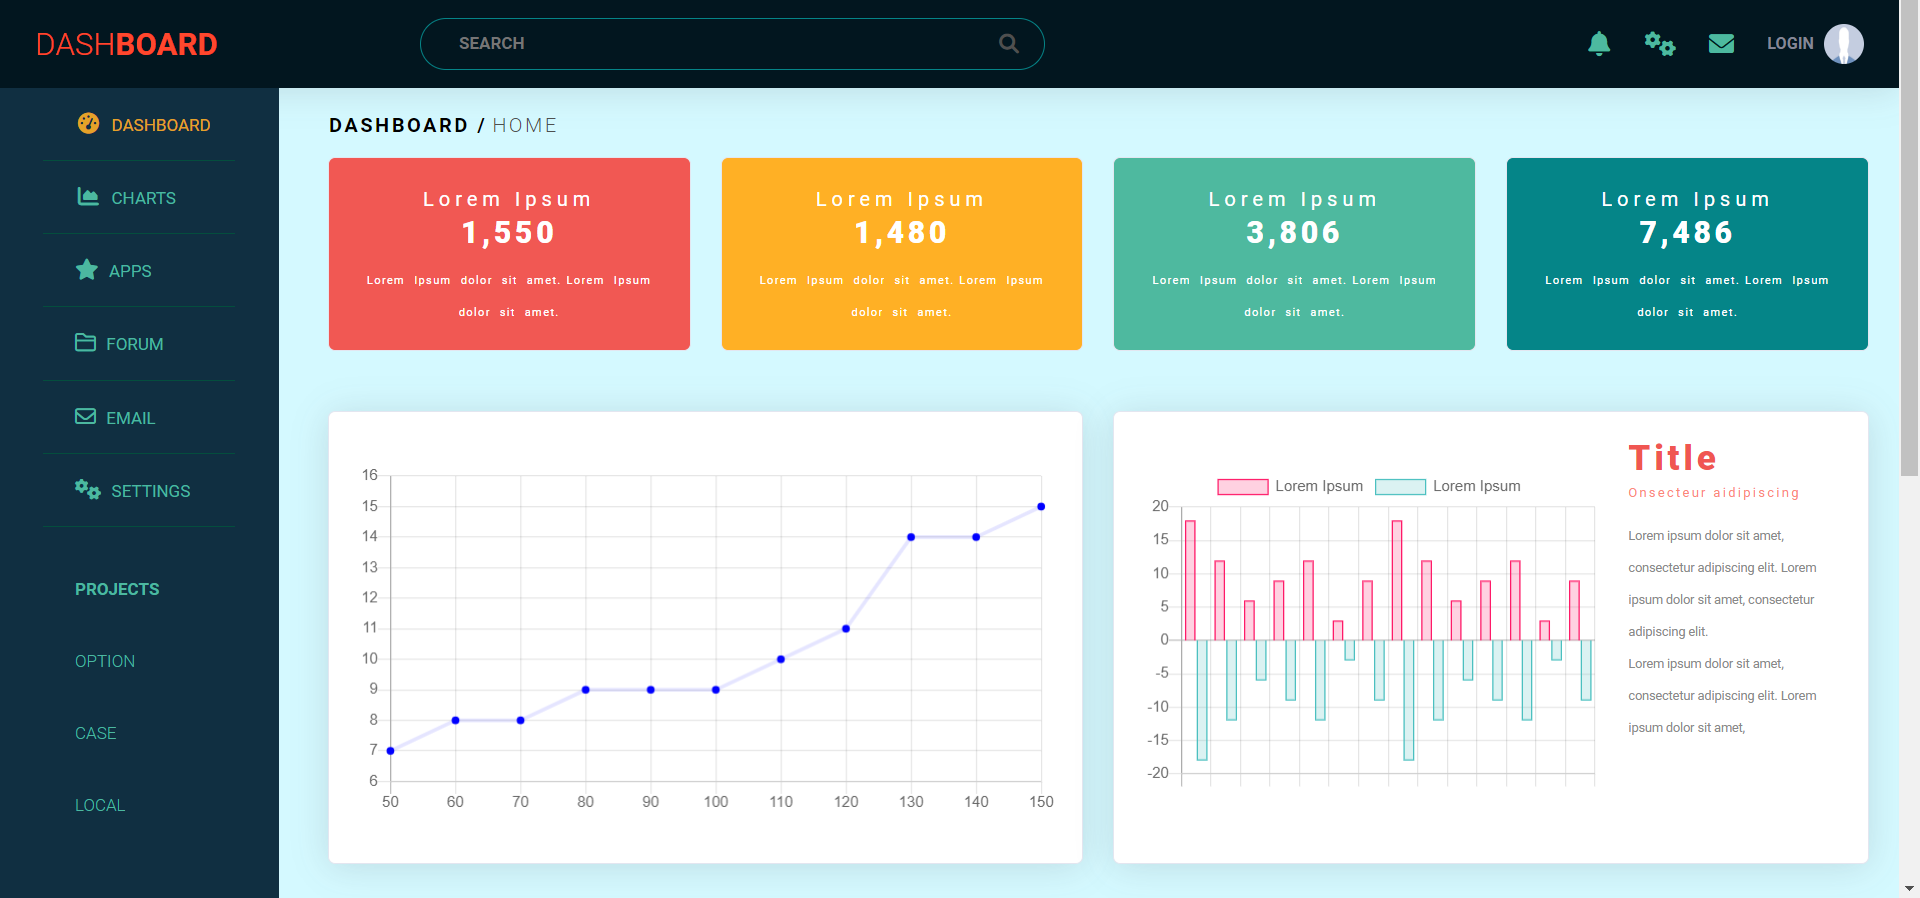 DASHBOARD
SEARCH
LOGIN
DASHBOARD
CHARTS
APPS
FORUM
EMAIL
SETTINGS
PROJECTS
OPTION
CASE
LOCAL
DASHBOARD / HOME
Lorem Ipsum
1,550
Lorem Ipsum dolor sit amet. Lorem Ipsum
dolor sit amet.
Lorem Ipsum
1,480
Lorem Ipsum dolor sit amet. Lorem Ipsum
dolor sit amet.
Lorem Ipsum
3,806
Lorem Ipsum dolor sit amet. Lorem Ipsum
dolor sit amet.
Lorem Ipsum
7,486
Lorem Ipsum dolor sit amet. Lorem Ipsum
dolor sit amet.
16
15
14
13
12
11
10
9
8
7
6
50 60 70 80 90 100 110 120 130 140 150
Lorem Ipsum Lorem Ipsum
20
15
10
5
0
-5
-10
-15
-20
Title
Onsecteur aidipiscing
Lorem ipsum dolor sit amet,
consectetur adipiscing elit. Lorem
ipsum dolor sit amet, consectetur
adipiscing elit.
Lorem ipsum dolor sit amet,
consectetur adipiscing elit. Lorem
ipsum dolor sit amet,